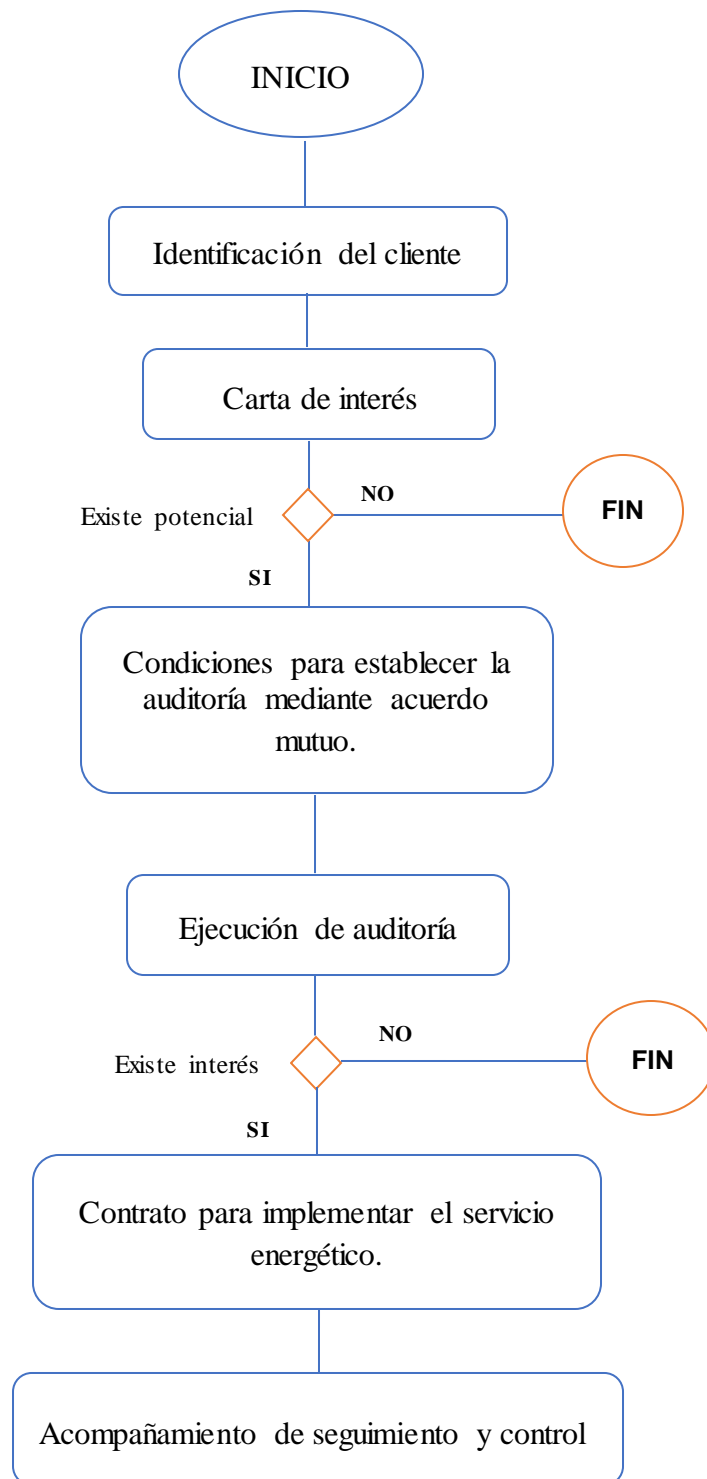 INICIO
Identificación del cliente
Carta de interés
Existe potencial
NO
FIN
SI
Condiciones para establecer la
auditoría mediante acuerdo
mutuo.
Ejecución de auditoría
Existe interés
NO
FIN
SI
Contrato para implementar el servicio
energético.
Acompañamiento de seguimiento y control